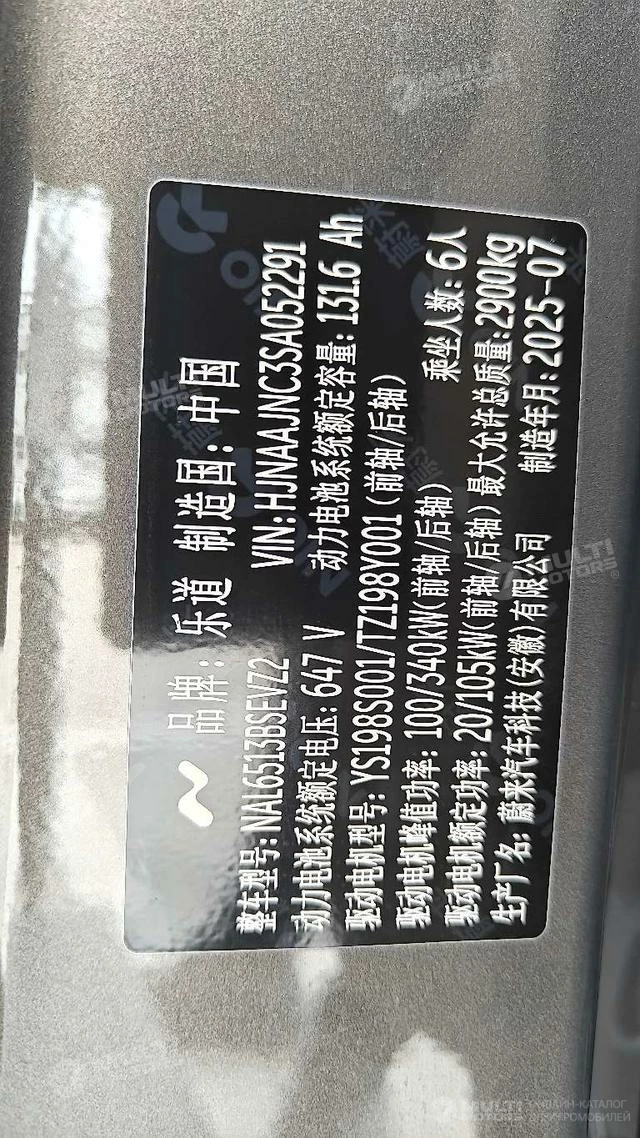 品牌：乐道 制造国：中国
整车型号：NAL6513BSEVZ2 VIN：HJNAAJNC3SA052291
动力电池系统额定电压：647 V 动力电池系统额定容量：131.6 Ah
驱动电机型号：YS198S001/TZ198Y001（前轴/后轴）
驱动电机峰值功率：100/340kW（前轴/后轴） 乘坐人数：6人
驱动电机额定功率：20/105kW（前轴/后轴）最大允许总质量：2900kg
生产厂名：蔚来汽车科技（安徽）有限公司 制造年月：2025-07
MULTI MOTORS®
MULTI MOTORS ОНЛАЙН-КАТАЛОГ